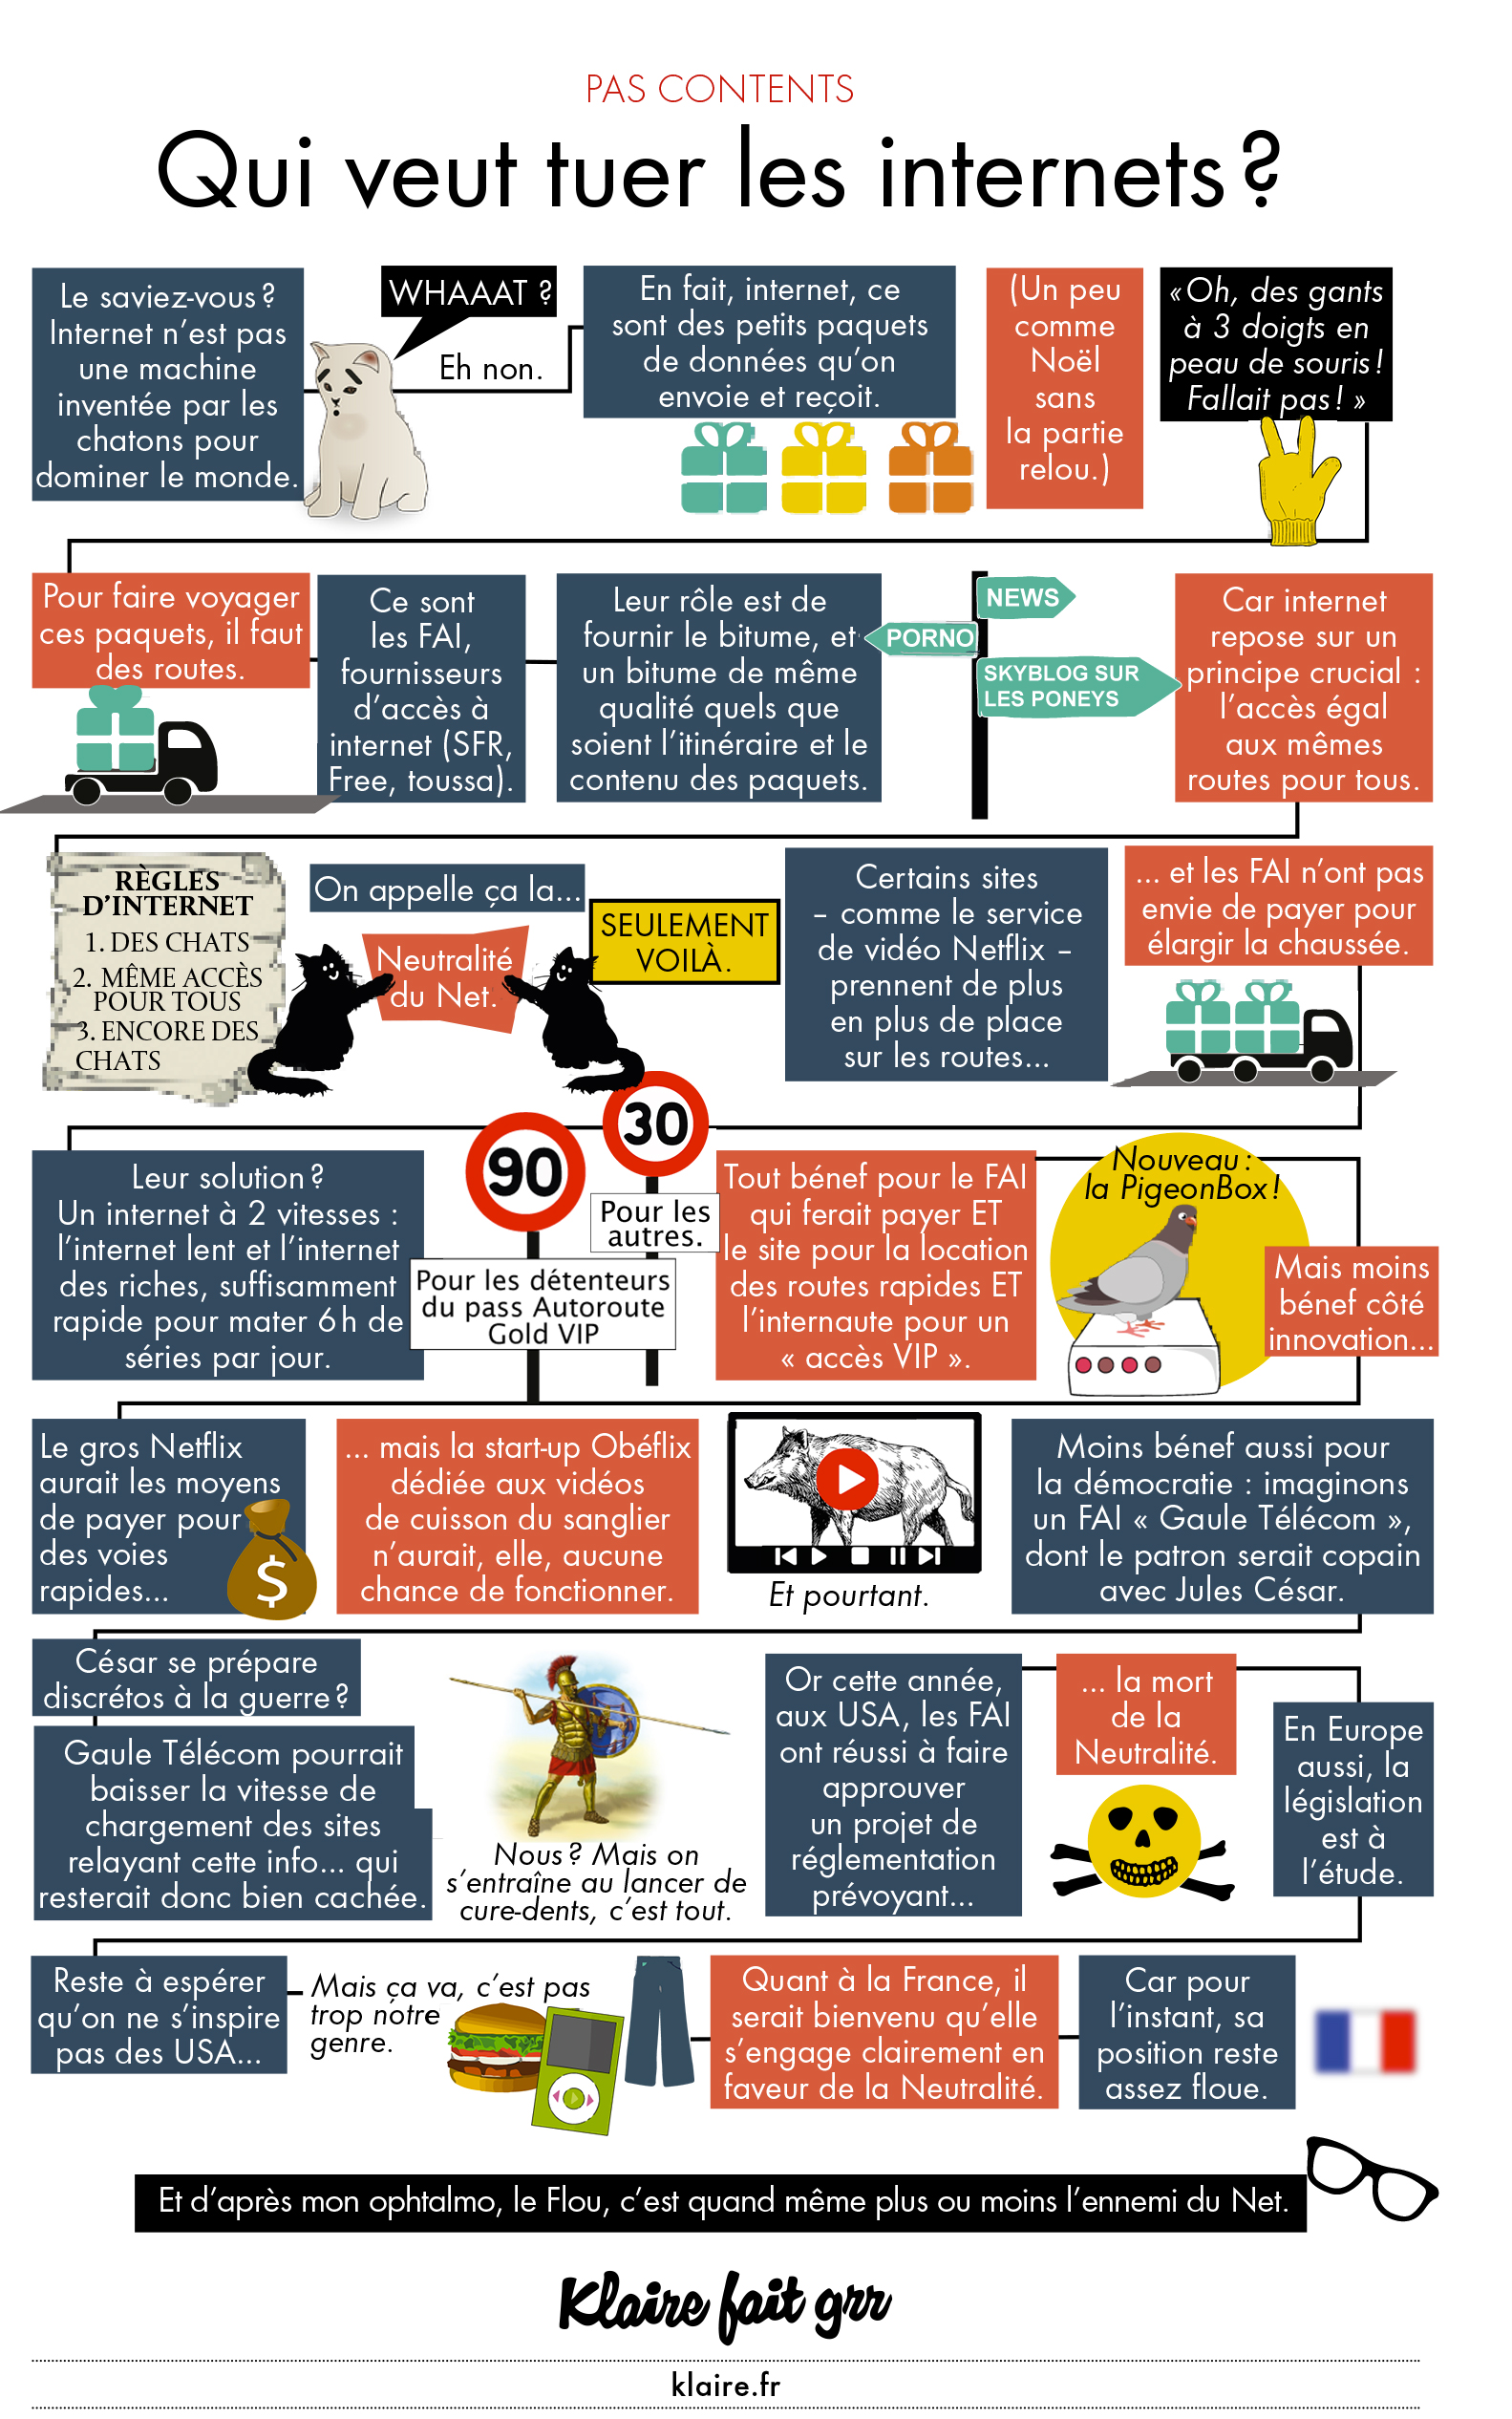 PAS CONTENTS
Qui veut tuer les internets ?
Le saviez-vous ?
Internet n’est pas
une machine
inventée par les
chatons pour
dominer le monde.
WHAAAT ?
Eh non.
En fait, internet, ce
sont des petits paquets
de données qu’on
envoie et reçoit.
(Un peu
comme
Noël
sans
la partie
relou.)
« Oh, des gants
à 3 doigts en
peau de souris !
Fallait pas ! »
Pour faire voyager
ces paquets, il faut
des routes.
Ce sont
les FAI,
fournisseurs
d’accès à
internet (SFR,
Free, toussa).
Leur rôle est de
fournir le bitume, et
un bitume de même
qualité quels que
soient l’itinéraire et le
contenu des paquets.
NEWS
PORNO
SKYBLOG SUR
LES PONEYS
Car internet
repose sur un
principe crucial :
l’accès égal
aux mêmes
routes pour tous.
RÈGLES
D’INTERNET
1. DES CHATS
2. MÊME ACCÈS
POUR TOUS
3. ENCORE DES
CHATS
On appelle ça la...
Neutralité
du Net.
SEULEMENT
VOILÀ.
Certains sites
– comme le service
de vidéo Netflix –
prennent de plus
en plus de place
sur les routes...
... et les FAI n’ont pas
envie de payer pour
élargir la chaussée.
Leur solution ?
Un internet à 2 vitesses :
l’internet lent et l’internet
des riches, suffisamment
rapide pour mater 6 h de
séries par jour.
90
Pour les détenteurs
du pass Autoroute
Gold VIP
30
Pour les
autres.
Tout bénef pour le FAI
qui ferait payer ET
le site pour la location
des routes rapides ET
l’internaute pour un
« accès VIP ».
Nouveau :
la PigeonBox !
Mais moins
bénef côté
innovation...
Le gros Netflix
aurait les moyens
de payer pour
des voies
rapides...
$
... mais la start-up Obéflix
dédiée aux vidéos
de cuisson du sanglier
n’aurait, elle, aucune
chance de fonctionner.
Et pourtant.
Moins bénef aussi pour
la démocratie : imaginons
un FAI « Gaule Télécom »,
dont le patron serait copain
avec Jules César.
César se prépare
discrétos à la guerre ?
Gaule Télécom pourrait
baisser la vitesse de
chargement des sites
relayant cette info... qui
resterait donc bien cachée.
Nous ? Mais on
s’entraîne au lancer de
cure-dents, c’est tout.
Or cette année,
aux USA, les FAI
ont réussi à faire
approuver
un projet de
réglementation
prévoyant...
... la mort
de la
Neutralité.
En Europe
aussi, la
législation
est à
l’étude.
Reste à espérer
qu’on ne s’inspire
pas des USA...
Mais ça va, c’est pas
trop notre
genre.
Quant à la France, il
serait bienvenu qu’elle
s’engage clairement en
faveur de la Neutralité.
Car pour
l’instant, sa
position reste
assez floue.
Et d’après mon ophtalmo, le Flou, c’est quand même plus ou moins l’ennemi du Net.
Klaire fait grr
klaire.fr